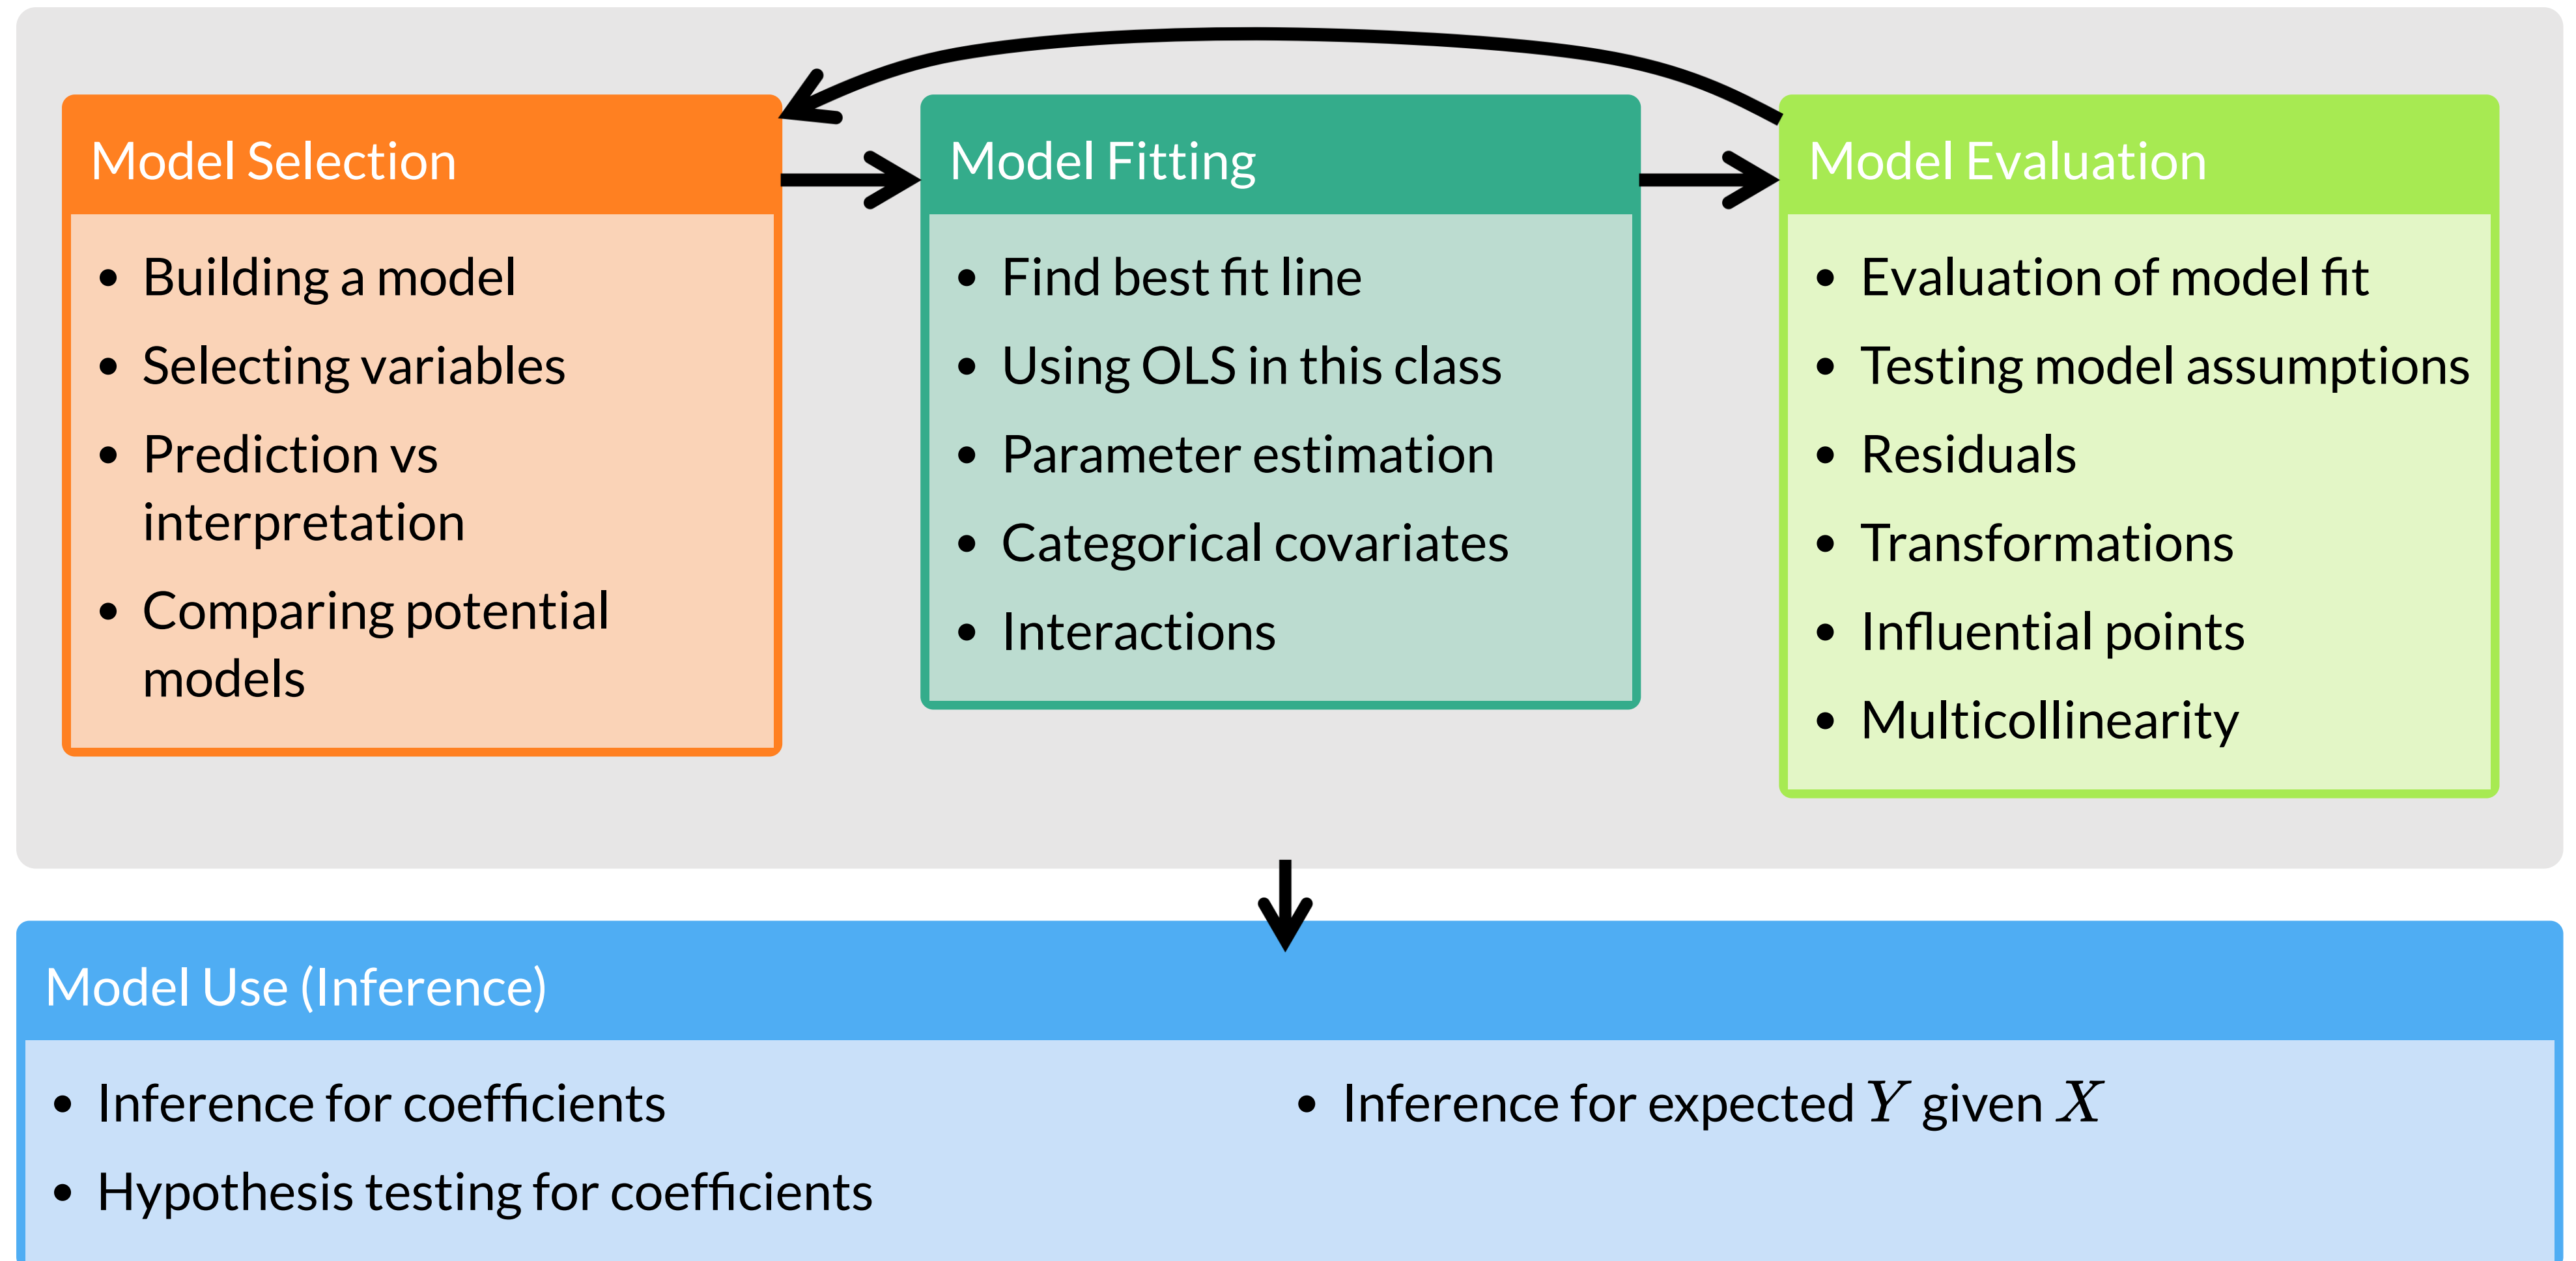 Model Selection
• Building a model
• Selecting variables
• Prediction vs
interpretation
• Comparing potential
models
Model Fitting
• Find best fit line
• Using OLS in this class
• Parameter estimation
• Categorical covariates
• Interactions
Model Evaluation
• Evaluation of model fit
• Testing model assumptions
• Residuals
• Transformations
• Influential points
• Multicollinearity
Model Use (Inference)
• Inference for coefficients
• Hypothesis testing for coefficients
• Inference for expected Y given X